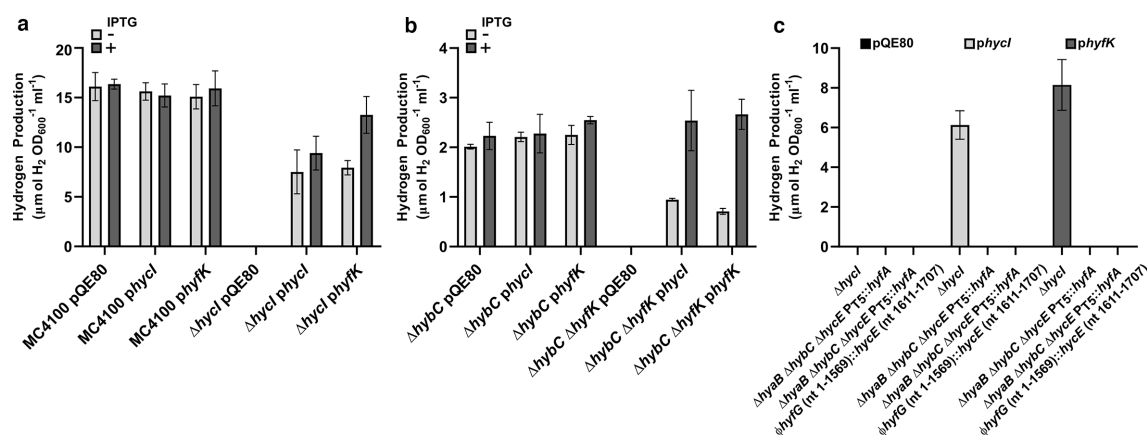 a
IPTG
-
+
Hydrogen Production
(μmol H₂ OD₆₀₀⁻¹ ml⁻¹)
20
15
10
5
0
MC4100 pQE80
MC4100 phycI
MC4100 phyfK
ΔhycI pQE80
ΔhycI phycI
ΔhycI phyfK
b
IPTG
-
+
Hydrogen Production
(μmol H₂ OD₆₀₀⁻¹ ml⁻¹)
4
3
2
1
0
ΔhybC pQE80
ΔhybC phycI
ΔhybC phyfK
ΔhybC ΔhyfK pQE80
ΔhybC ΔhyfK phycI
ΔhybC ΔhyfK phyfK
c
pQE80
phycI
phyfK
Hydrogen Production
(μmol H₂ OD₆₀₀⁻¹ ml⁻¹)
10
8
6
4
2
0
ΔhycI
ΔhyaB ΔhybC ΔhycE PT5::hyfA
ΔhyaB ΔhybC ΔhycE PT5::hyfA
ϕhyfG (nt 1-1569)::hycE (nt 1611-1707)
ΔhycI
ΔhyaB ΔhybC ΔhycE PT5::hyfA
ΔhyaB ΔhybC ΔhycE PT5::hyfA
ϕhyfG (nt 1-1569)::hycE (nt 1611-1707)
ΔhycI
ΔhyaB ΔhybC ΔhycE PT5::hyfA
ΔhyaB ΔhybC ΔhycE PT5::hyfA
ϕhyfG (nt 1-1569)::hycE (nt 1611-1707)